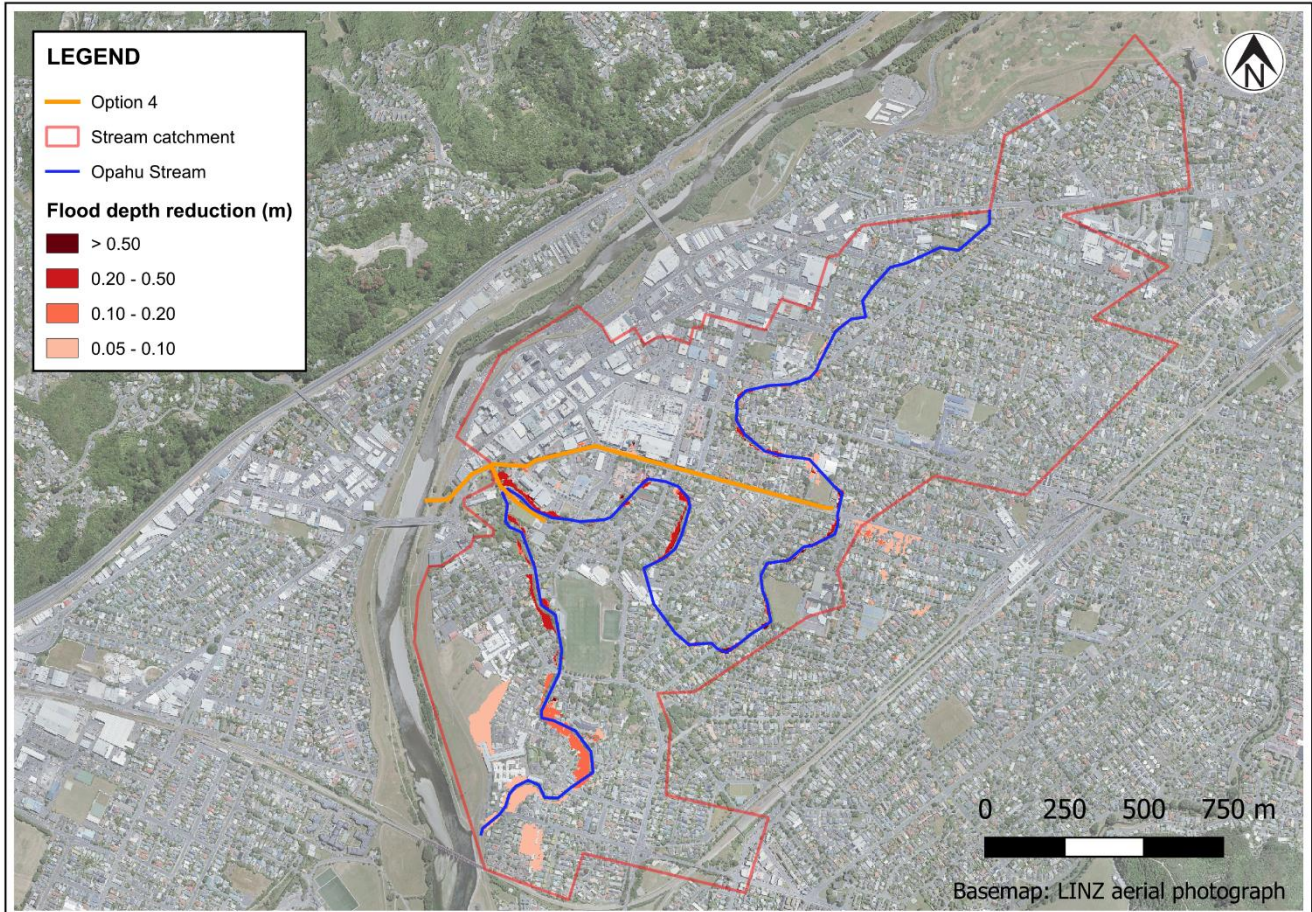 LEGEND
Option 4
Stream catchment
Opahu Stream
Flood depth reduction (m)
> 0.50
0.20 - 0.50
0.10 - 0.20
0.05 - 0.10
N
0 250 500 750 m
Basemap: LINZ aerial photograph